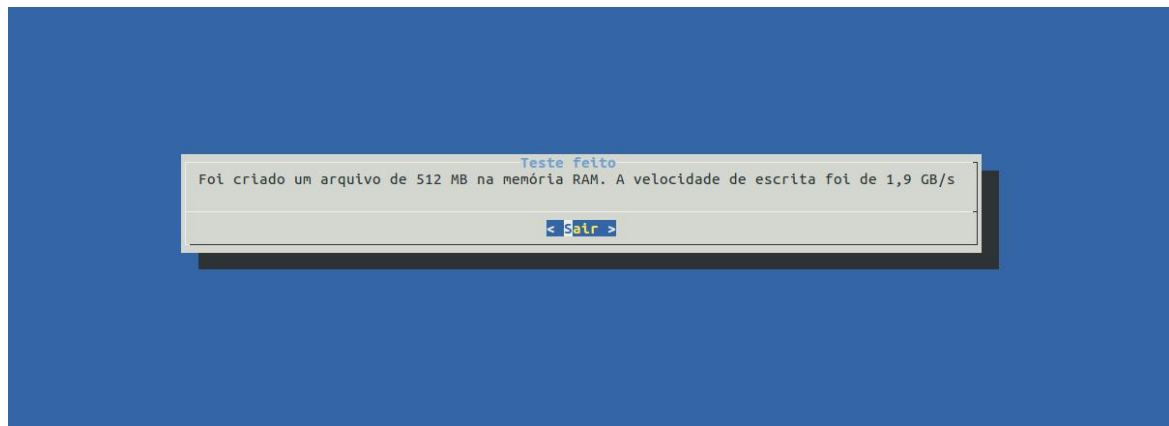 Teste feito
Foi criado um arquivo de 512 MB na memória RAM. A velocidade de escrita foi de 1,9 GB/s
< Sair >